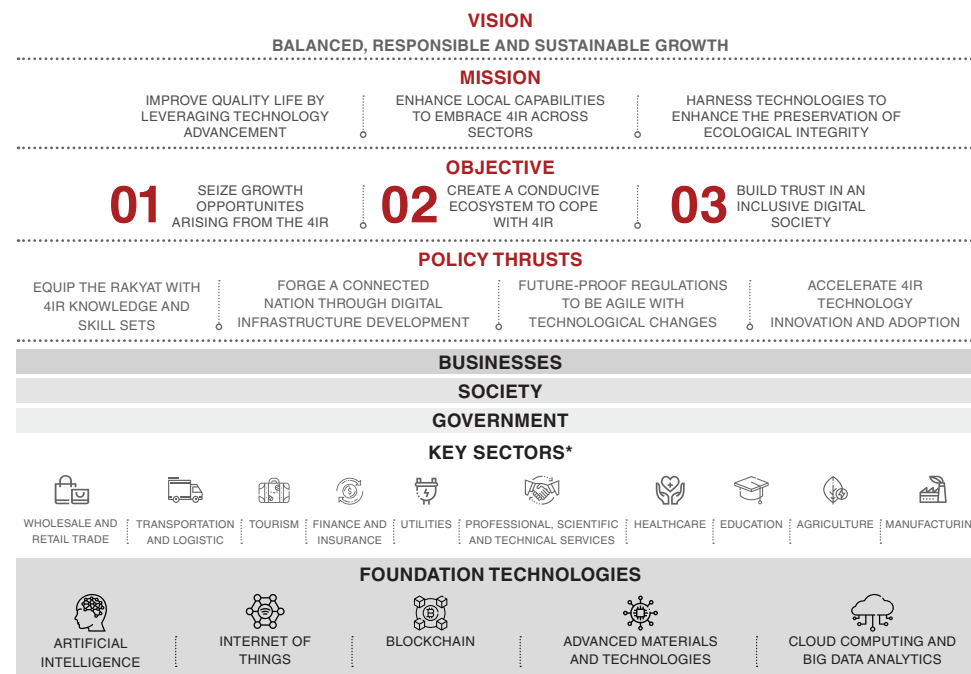 VISION
BALANCED, RESPONSIBLE AND SUSTAINABLE GROWTH
MISSION
IMPROVE QUALITY LIFE BY
LEVERAGING TECHNOLOGY
ADVANCEMENT
ENHANCE LOCAL CAPABILITIES
TO EMBRACE 4IR ACROSS
SECTORS
HARNESS TECHNOLOGIES TO
ENHANCE THE PRESERVATION OF
ECOLOGICAL INTEGRITY
OBJECTIVE
01
SEIZE GROWTH
OPPORTUNITES
ARISING FROM THE 4IR
02
CREATE A CONDUCIVE
ECOSYSTEM TO COPE
WITH 4IR
03
BUILD TRUST IN AN
INCLUSIVE DIGITAL
SOCIETY
POLICY THRUSTS
EQUIP THE RAKYAT WITH
4IR KNOWLEDGE AND
SKILL SETS
FORGE A CONNECTED
NATION THROUGH DIGITAL
INFRASTRUCTURE DEVELOPMENT
FUTURE-PROOF REGULATIONS
TO BE AGILE WITH
TECHNOLOGICAL CHANGES
ACCELERATE 4IR
TECHNOLOGY
INNOVATION AND ADOPTION
BUSINESSES
SOCIETY
GOVERNMENT
KEY SECTORS*
WHOLESALE AND
RETAIL TRADE
TRANSPORTATION
AND LOGISTIC
TOURISM
FINANCE AND
INSURANCE
UTILITIES
PROFESSIONAL, SCIENTIFIC
AND TECHNICAL SERVICES
HEALTHCARE
EDUCATION
AGRICULTURE
MANUFACTURIN
FOUNDATION TECHNOLOGIES
ARTIFICIAL
INTELLIGENCE
INTERNET OF
THINGS
BLOCKCHAIN
ADVANCED MATERIALS
AND TECHNOLOGIES
CLOUD COMPUTING AND
BIG DATA ANALYTICS